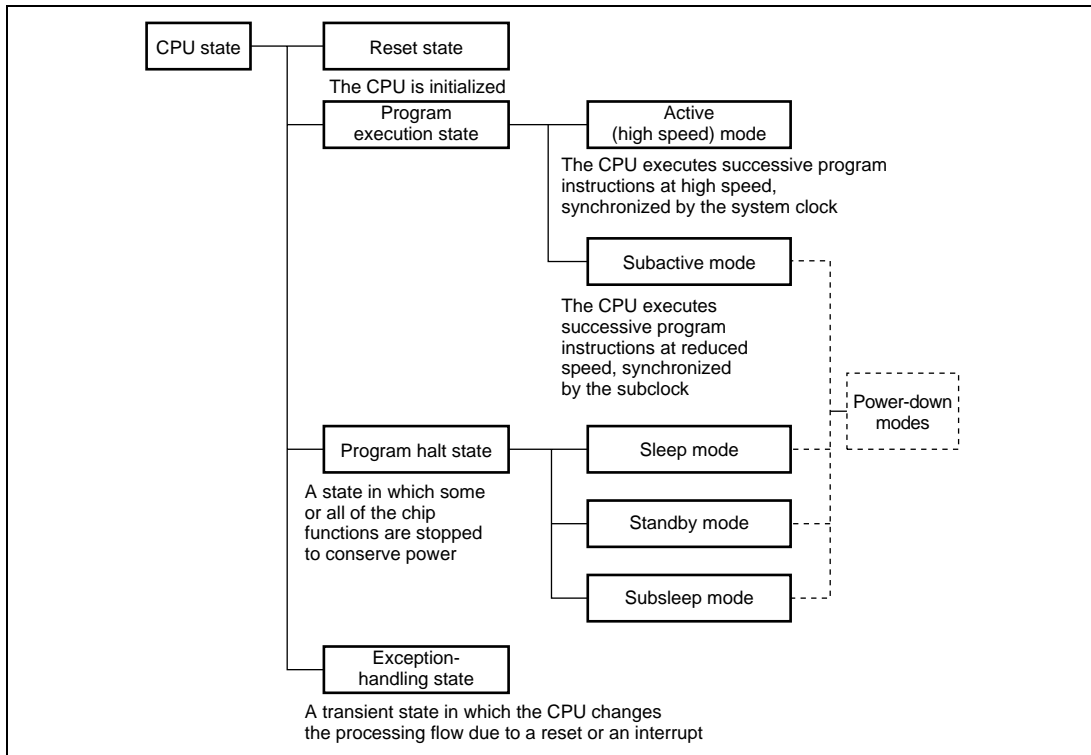 CPU state
Reset state
The CPU is initialized
Program
execution state
Active
(high speed) mode
The CPU executes successive program
instructions at high speed,
synchronized by the system clock
Subactive mode
The CPU executes
successive program
instructions at reduced
speed, synchronized
by the subclock
Power-down
modes
Program halt state
A state in which some
or all of the chip
functions are stopped
to conserve power
Sleep mode
Standby mode
Subsleep mode
Exception-
handling state
A transient state in which the CPU changes
the processing flow due to a reset or an interrupt